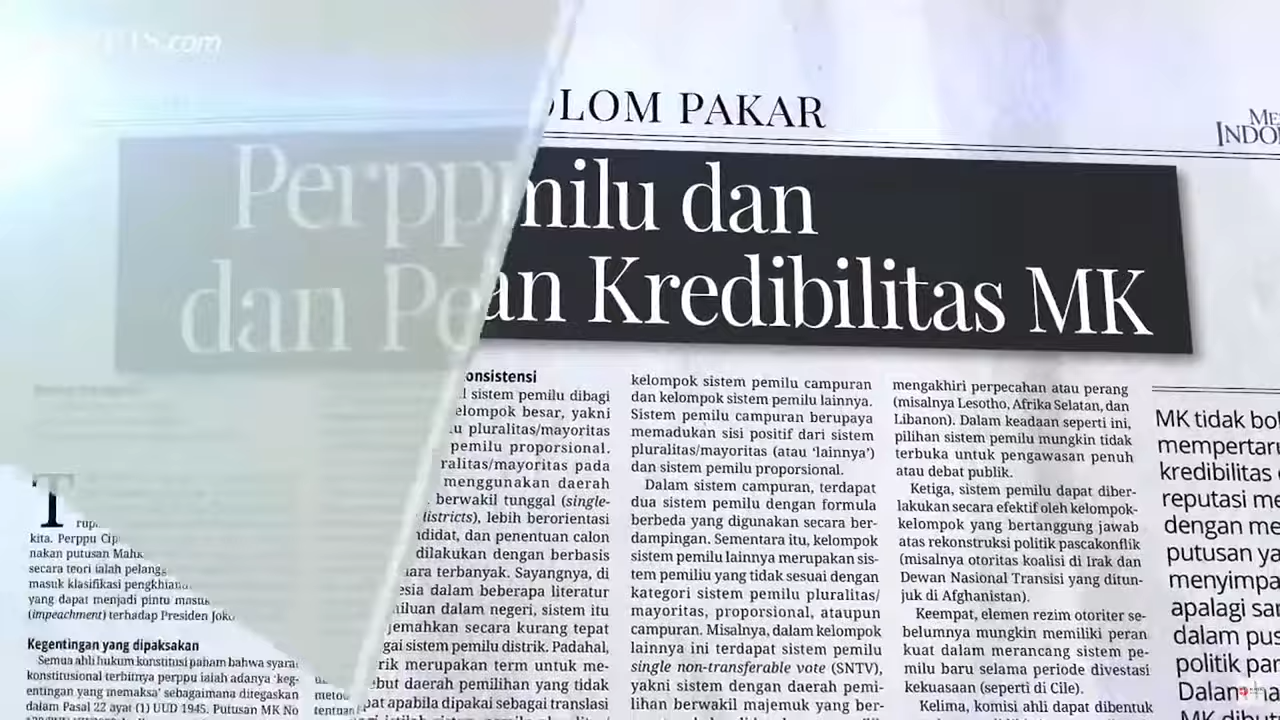 OLOM PAKAR
Perpp
milu dan
dan Pe
an Kredibilitas MK
T
kita. Perppu Cip
nakan putusan Mahk
secara teori ialah pelang
masuk klasifikasi pengkhiana
yang dapat menjadi pintu masuk
(impeachment) terhadap Presiden Joko
Kegentingan yang dipaksakan
Semua ahli hukum konstitusi paham bahwa syarat
konstitusional terbitnya perppu ialah adanya 'keg-
entingan yang memaksa' sebagaimana ditegaskan
dalam Pasal 22 ayat (1) UUD 1945. Putusan MK No
onsistensi
l sistem pemilu dibagi
elompok besar, yakni
u pluralitas/mayoritas
pemilu proporsional.
ralitas/mayoritas pada
menggunakan daerah
berwakil tunggal (single-
districts), lebih berorientasi
didat, dan penentuan calon
dilakukan dengan berbasis
ara terbanyak. Sayangnya, di
esia dalam beberapa literatur
iluan dalam negeri, sistem itu
jemahkan secara kurang tepat
gai sistem pemilu distrik. Padahal,
rik merupakan term untuk me-
ebut daerah pemilihan yang tidak
pat apabila dipakai sebagai translasi
kelompok sistem pemilu campuran
dan kelompok sistem pemilu lainnya.
Sistem pemilu campuran berupaya
memadukan sisi positif dari sistem
pluralitas/mayoritas (atau 'lainnya')
dan sistem pemilu proporsional.
Dalam sistem campuran, terdapat
dua sistem pemilu dengan formula
berbeda yang digunakan secara ber-
dampingan. Sementara itu, kelompok
sistem pemilu lainnya merupakan sis-
tem pemiliu yang tidak sesuai dengan
kategori sistem pemilu pluralitas/
mayoritas, proporsional, ataupun
campuran. Misalnya, dalam kelompok
lainnya ini terdapat sistem pemilu
single non-transferable vote (SNTV),
yakni sistem dengan daerah pemi-
lihan berwakil majemuk yang ber-
mengakhiri perpecahan atau perang
(misalnya Lesotho, Afrika Selatan, dan
Libanon). Dalam keadaan seperti ini,
pilihan sistem pemilu mungkin tidak
terbuka untuk pengawasan penuh
atau debat publik.
Ketiga, sistem pemilu dapat diber-
lakukan secara efektif oleh kelompok-
kelompok yang bertanggung jawab
atas rekonstruksi politik pascakonflik
(misalnya otoritas koalisi di Irak dan
Dewan Nasional Transisi yang ditun-
juk di Afghanistan).
Keempat, elemen rezim otoriter se-
belumnya mungkin memiliki peran
kuat dalam merancang sistem pe-
milu baru selama periode divestasi
kekuasaan (seperti di Cile).
Kelima, komisi ahli dapat dibentuk
ME
INDO
MK tidak bol
mempertaru
kredibilitas
reputasi me
dengan me
putusan ya
menyimpa
apalagi sa
dalam pus
politik par